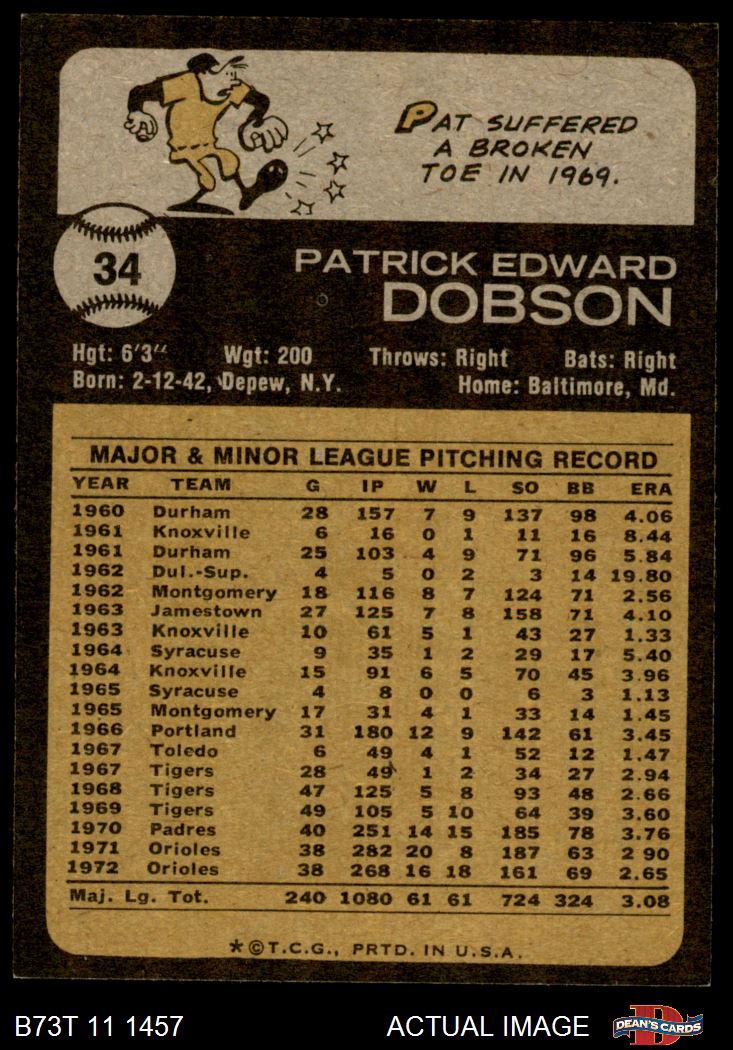 PAT SUFFERED
A BROKEN
TOE IN 1969.
34
PATRICK EDWARD
DOBSON
Hgt: 6'3" Wgt: 200 Throws: Right Bats: Right
Born: 2-12-42, Depew, N.Y. Home: Baltimore, Md.
MAJOR & MINOR LEAGUE PITCHING RECORD
YEAR TEAM G IP W L SO BB ERA
1960 Durham 28 157 7 9 137 98 4.06
1961 Knoxville 6 16 0 1 11 16 8.44
1961 Durham 25 103 4 9 71 96 5.84
1962 Dul.-Sup. 4 5 0 2 3 14 19.80
1962 Montgomery 18 116 8 7 124 71 2.56
1963 Jamestown 27 125 7 8 158 71 4.10
1963 Knoxville 10 61 5 1 43 27 1.33
1964 Syracuse 9 35 1 2 29 17 5.40
1964 Knoxville 15 91 6 5 70 45 3.96
1965 Syracuse 4 8 0 0 6 3 1.13
1965 Montgomery 17 31 4 1 33 14 1.45
1966 Portland 31 180 12 9 142 61 3.45
1967 Toledo 6 49 4 1 52 12 1.47
1967 Tigers 28 49 1 2 34 27 2.94
1968 Tigers 47 125 5 8 93 48 2.66
1969 Tigers 49 105 5 10 64 39 3.60
1970 Padres 40 251 14 15 185 78 3.76
1971 Orioles 38 282 20 8 187 63 2 90
1972 Orioles 38 268 16 18 161 69 2.65
Maj. Lg. Tot. 240 1080 61 61 724 324 3.08
*©T.C.G., PRTD. IN U.S.A.
B73T 11 1457 ACTUAL IMAGE DEAN'S CARDS